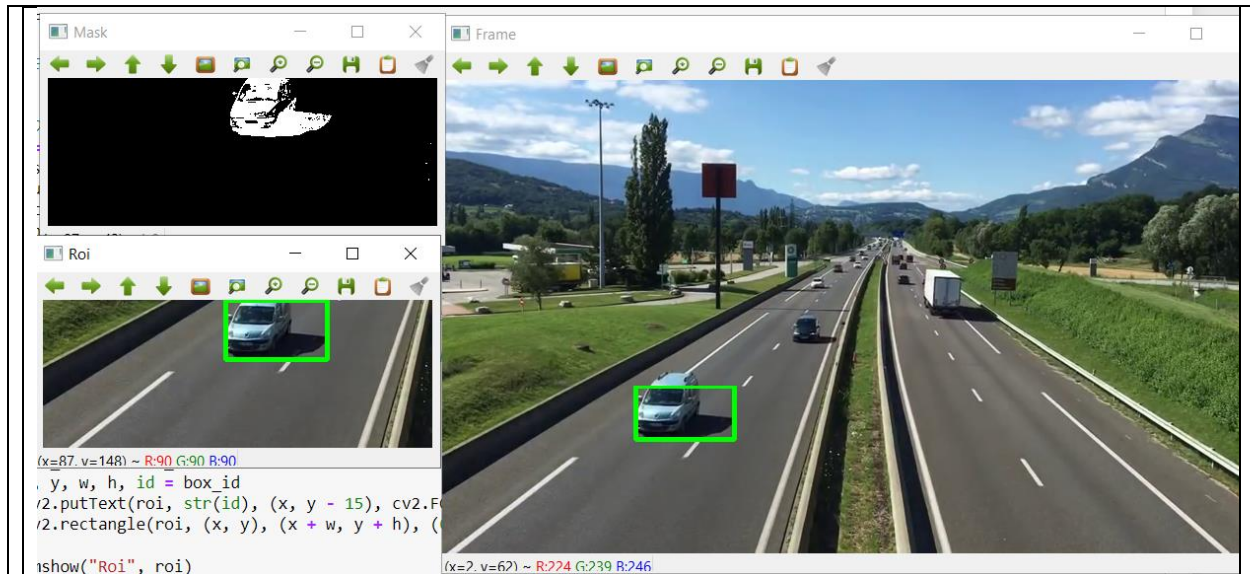 Mask
Frame
Roi
(x=87, y=148) ~ R:90 G:90 B:90
y, w, h, id = box_id
v2.putText(roi, str(id), (x, y - 15), cv2.F
v2.rectangle(roi, (x, y), (x + w, y + h), (
show("Roi", roi)
(x=2, y=62) ~ R:224 G:239 B:246